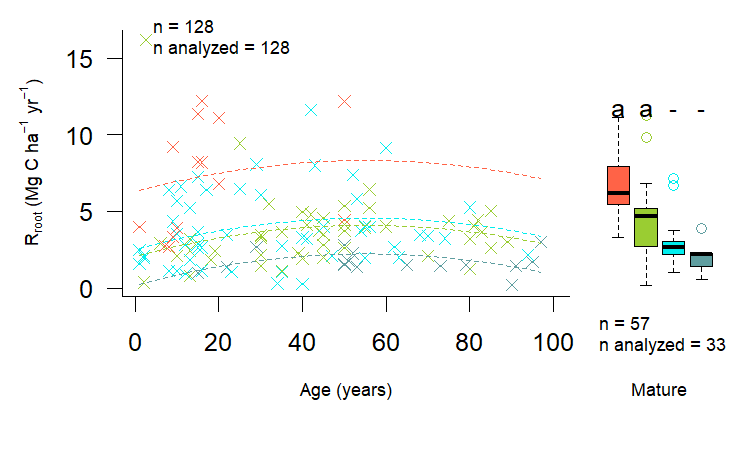 n = 128
n analyzed = 128
R_root (Mg C ha⁻¹ yr⁻¹)
15
10
5
0
0 20 40 60 80 100
Age (years)
a a - -
n = 57
n analyzed = 33
Mature